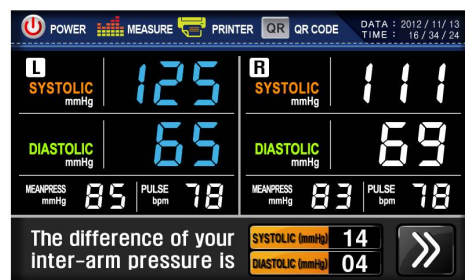 POWER MEASURE PRINTER QR QR CODE DATA : 2012 / 11 / 13
TIME : 16 / 34 / 24
L
SYSTOLIC 125
mmHg
DIASTOLIC 65
mmHg
MEANPRESS 85 PULSE 78
mmHg bpm
R
SYSTOLIC 111
mmHg
DIASTOLIC 69
mmHg
MEANPRESS 83 PULSE 78
mmHg bpm
The difference of your
inter-arm pressure is
SYSTOLIC (mmHg) 14
DIASTOLIC (mmHg) 04